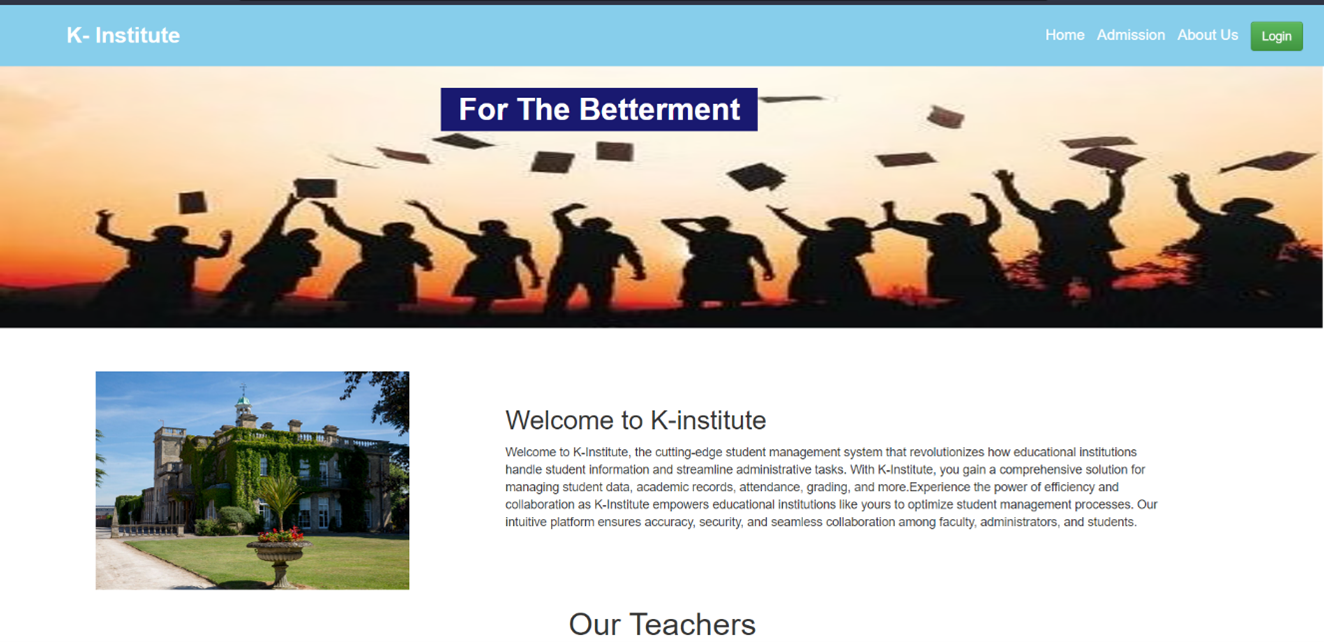 K- Institute
Home Admission About Us Login
For The Betterment
Welcome to K-institute
Welcome to K-Institute, the cutting-edge student management system that revolutionizes how educational institutions
handle student information and streamline administrative tasks. With K-Institute, you gain a comprehensive solution for
managing student data, academic records, attendance, grading, and more.Experience the power of efficiency and
collaboration as K-Institute empowers educational institutions like yours to optimize student management processes. Our
intuitive platform ensures accuracy, security, and seamless collaboration among faculty, administrators, and students.
Our Teachers